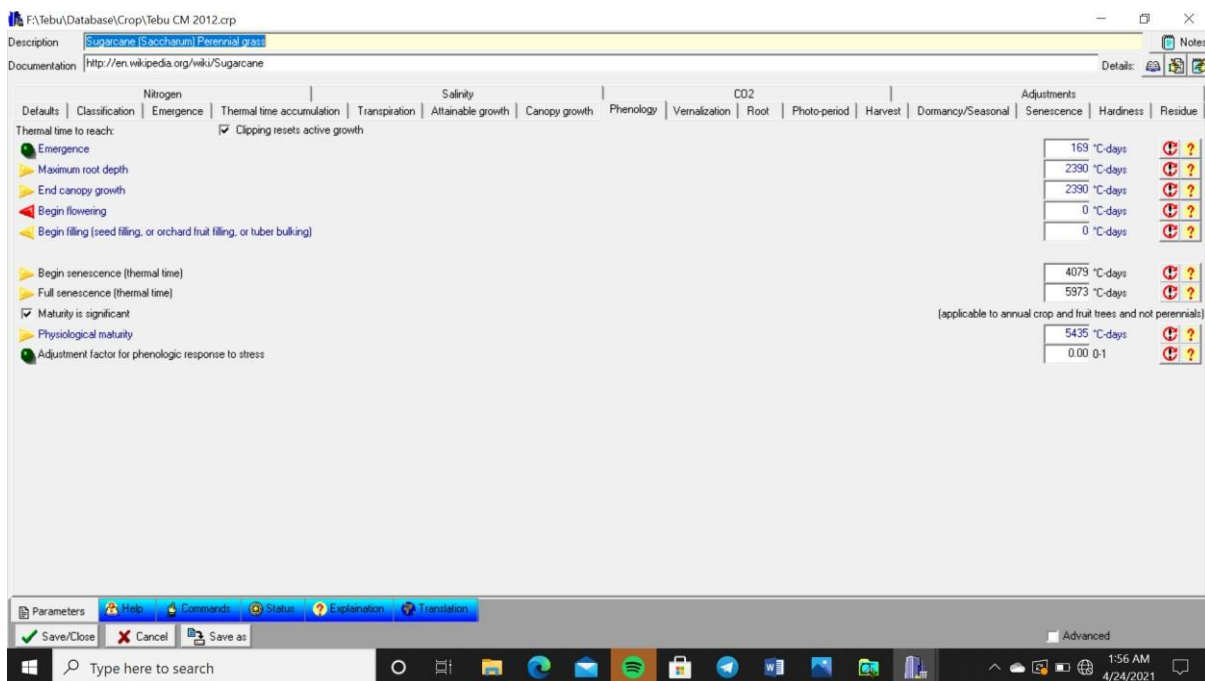 F:\Tebu\Database\Crop\Tebu CM 2012.crp
Description Sugarcane (Saccharum) Perennial grass Notes
Documentation http://en.wikipedia.org/wiki/Sugarcane Details:
Nitrogen Salinity CO2 Adjustments
Defaults Classification Emergence Thermal time accumulation Transpiration Attainable growth Canopy growth Phenology Vernalization Root Photo-period Harvest Dormancy/Seasonal Senescence Hardiness Residue
Thermal time to reach: Clipping resets active growth
Emergence 169 °C-days
Maximum root depth 2390 °C-days
End canopy growth 2390 °C-days
Begin flowering 0 °C-days
Begin filling (seed filling, or orchard fruit filling, or tuber bulking) 0 °C-days
Begin senescence (thermal time) 4079 °C-days
Full senescence (thermal time) 5973 °C-days
Maturity is significant (applicable to annual crop and fruit trees and not perennials)
Physiological maturity 5435 °C-days
Adjustment factor for phenologic response to stress 0.00 0-1
Parameters Help Commands Status Explaination Translation
Save/Close Cancel Save as Advanced
Type here to search 1:56 AM
4/24/2021